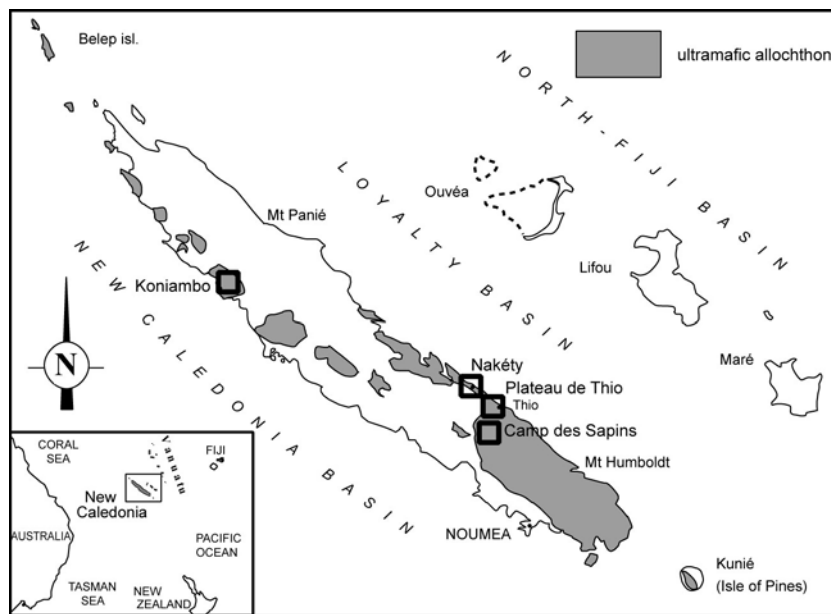 Belep isl.
ultramafic allochthon
NORTH-FIJI BASIN
LOYALTY BASIN
Ouvéa
Mt Panié
Lifou
Koniambo
NEW CALEDONIA BASIN
N
Nakéty
Maré
Plateau de Thio
Thio
Camp des Sapins
Mt Humboldt
NOUMEA
Kunié
(Isle of Pines)
CORAL
SEA
Vanuatu
FIJI
New
Caledonia
AUSTRALIA
PACIFIC
OCEAN
TASMAN
SEA
NEW
ZEALAND